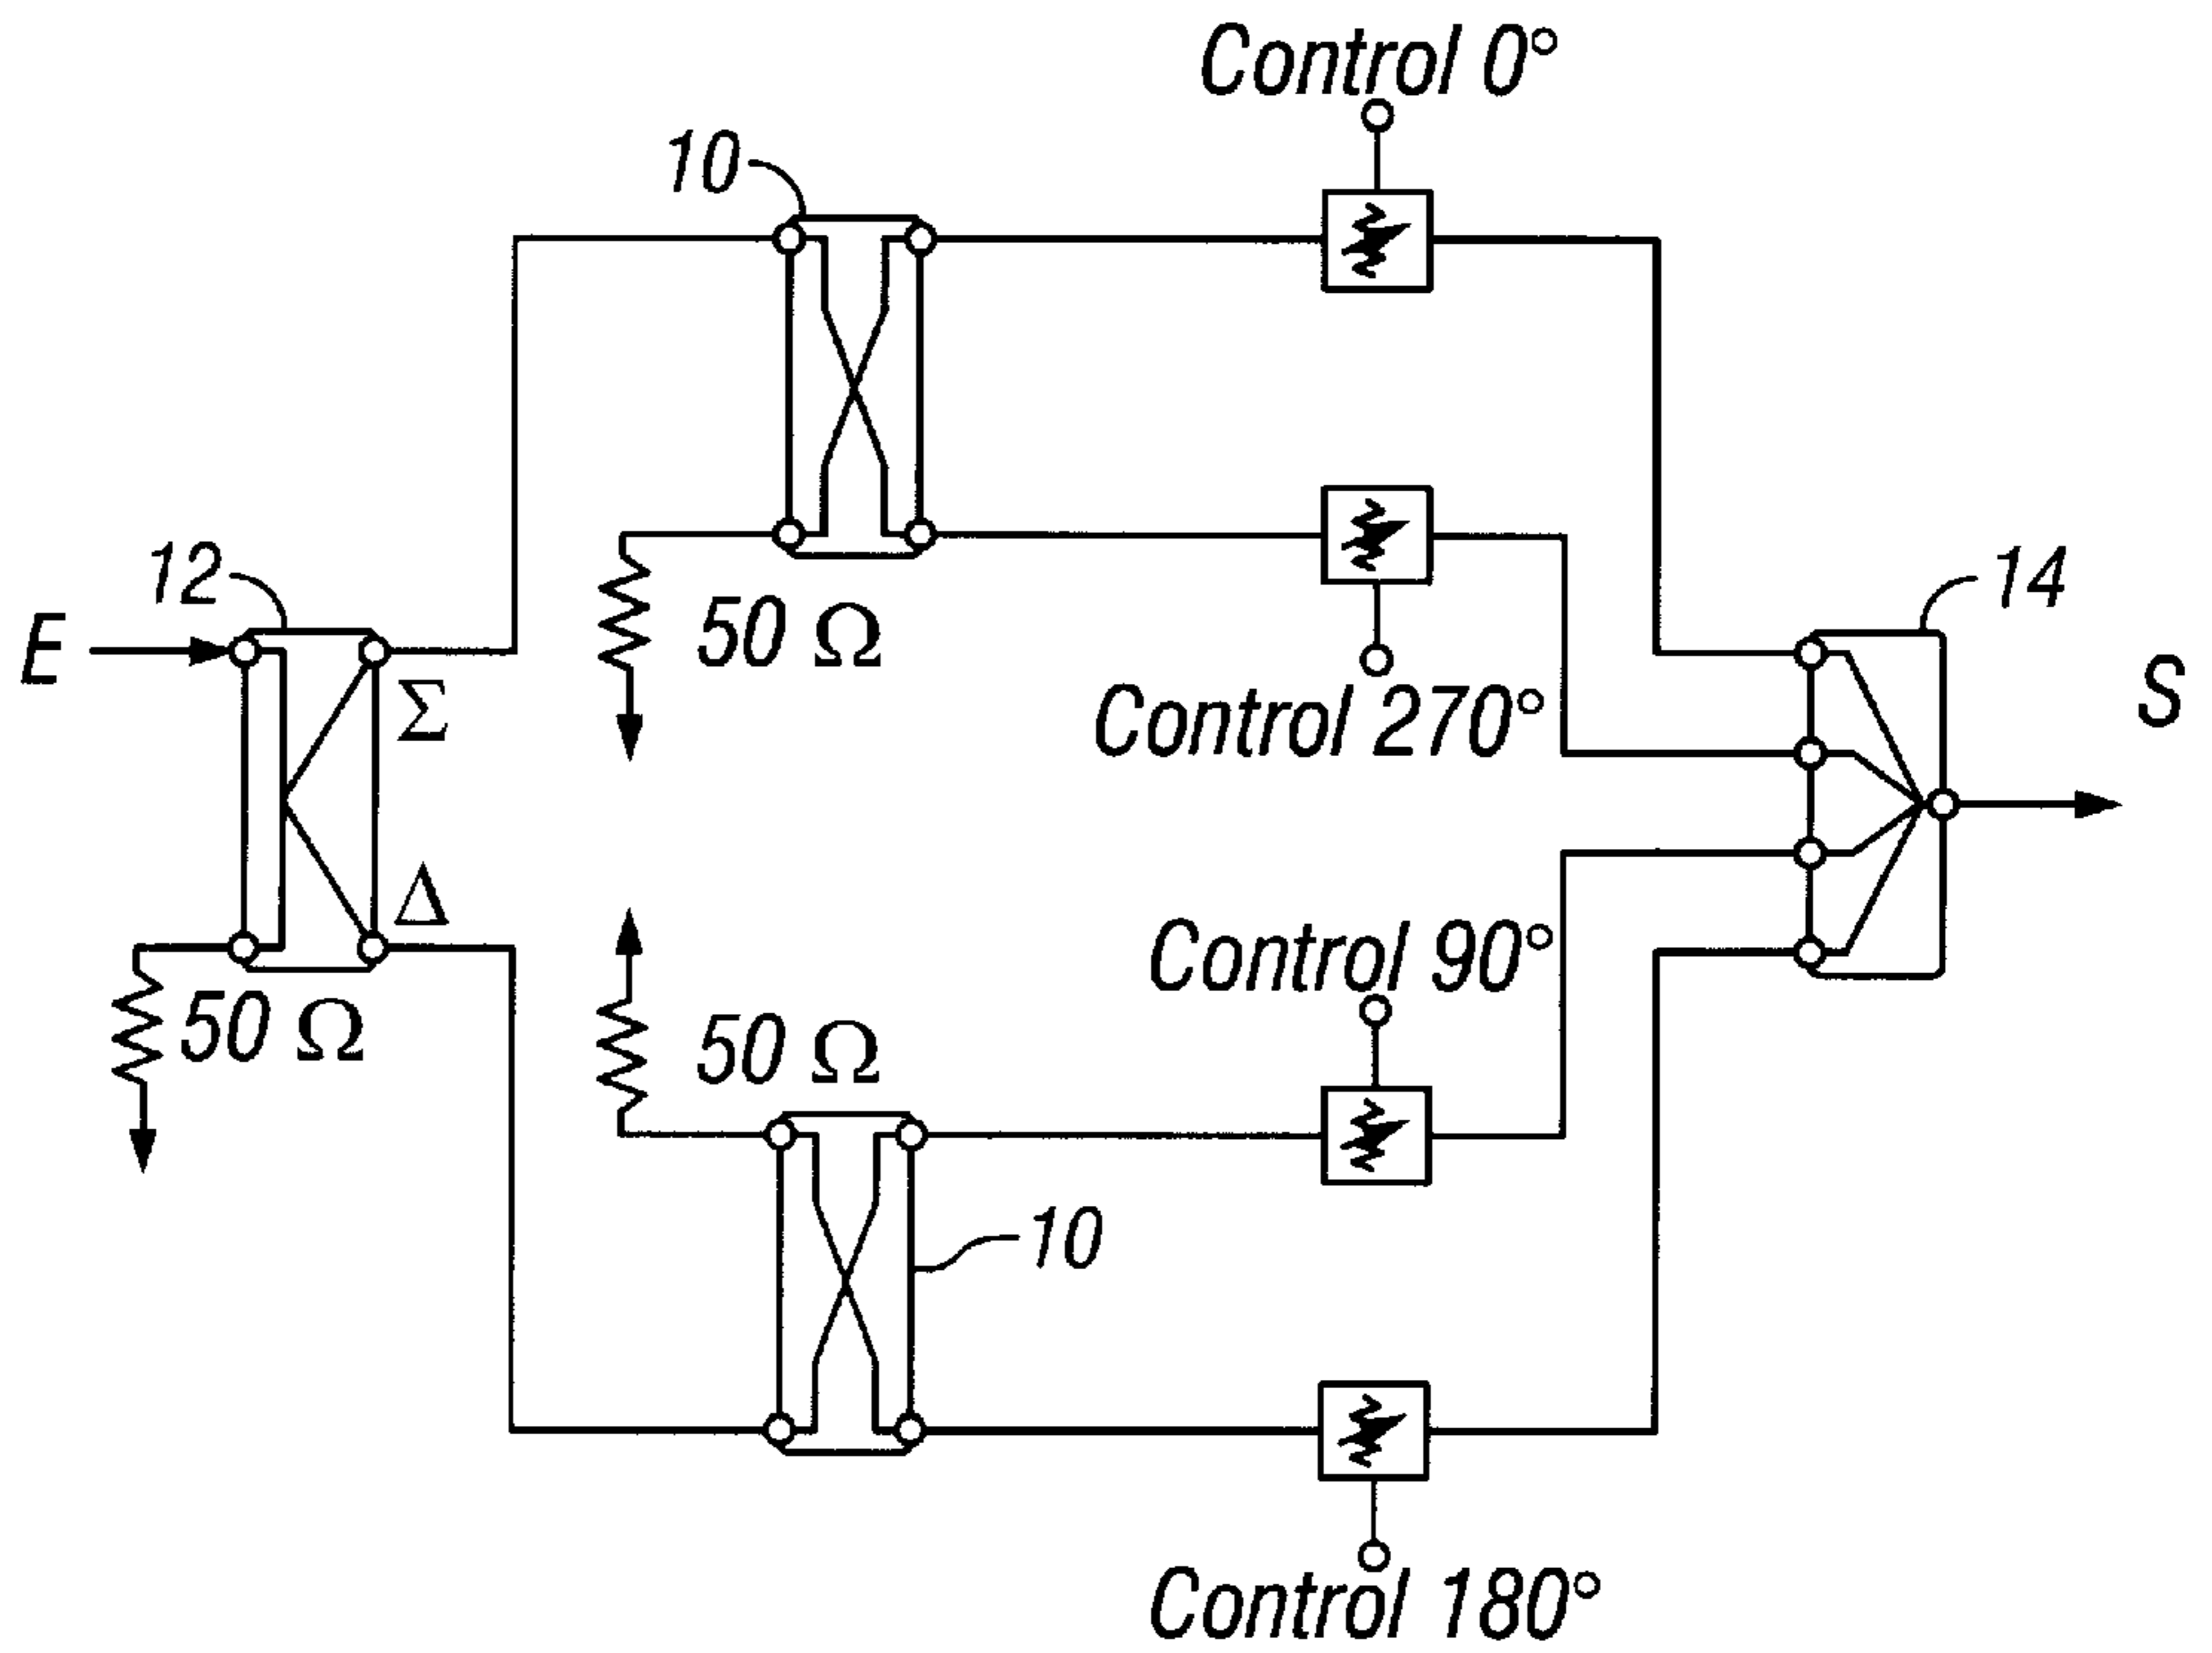 Control 0°
10
12
E
50 Ω
Control 270°
14
S
Σ
Δ
Control 90°
50 Ω
50 Ω
10
Control 180°